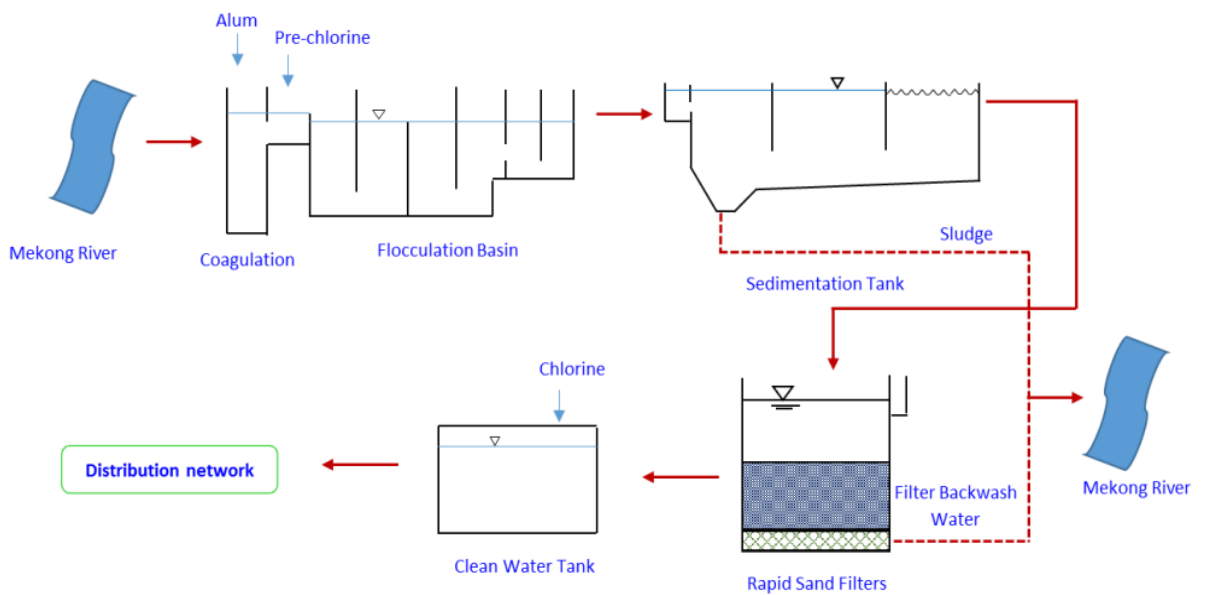 Alum
Pre-chlorine
Mekong River
Coagulation
Flocculation Basin
Sludge
Sedimentation Tank
Chlorine
Distribution network
Filter Backwash
Water
Mekong River
Clean Water Tank
Rapid Sand Filters